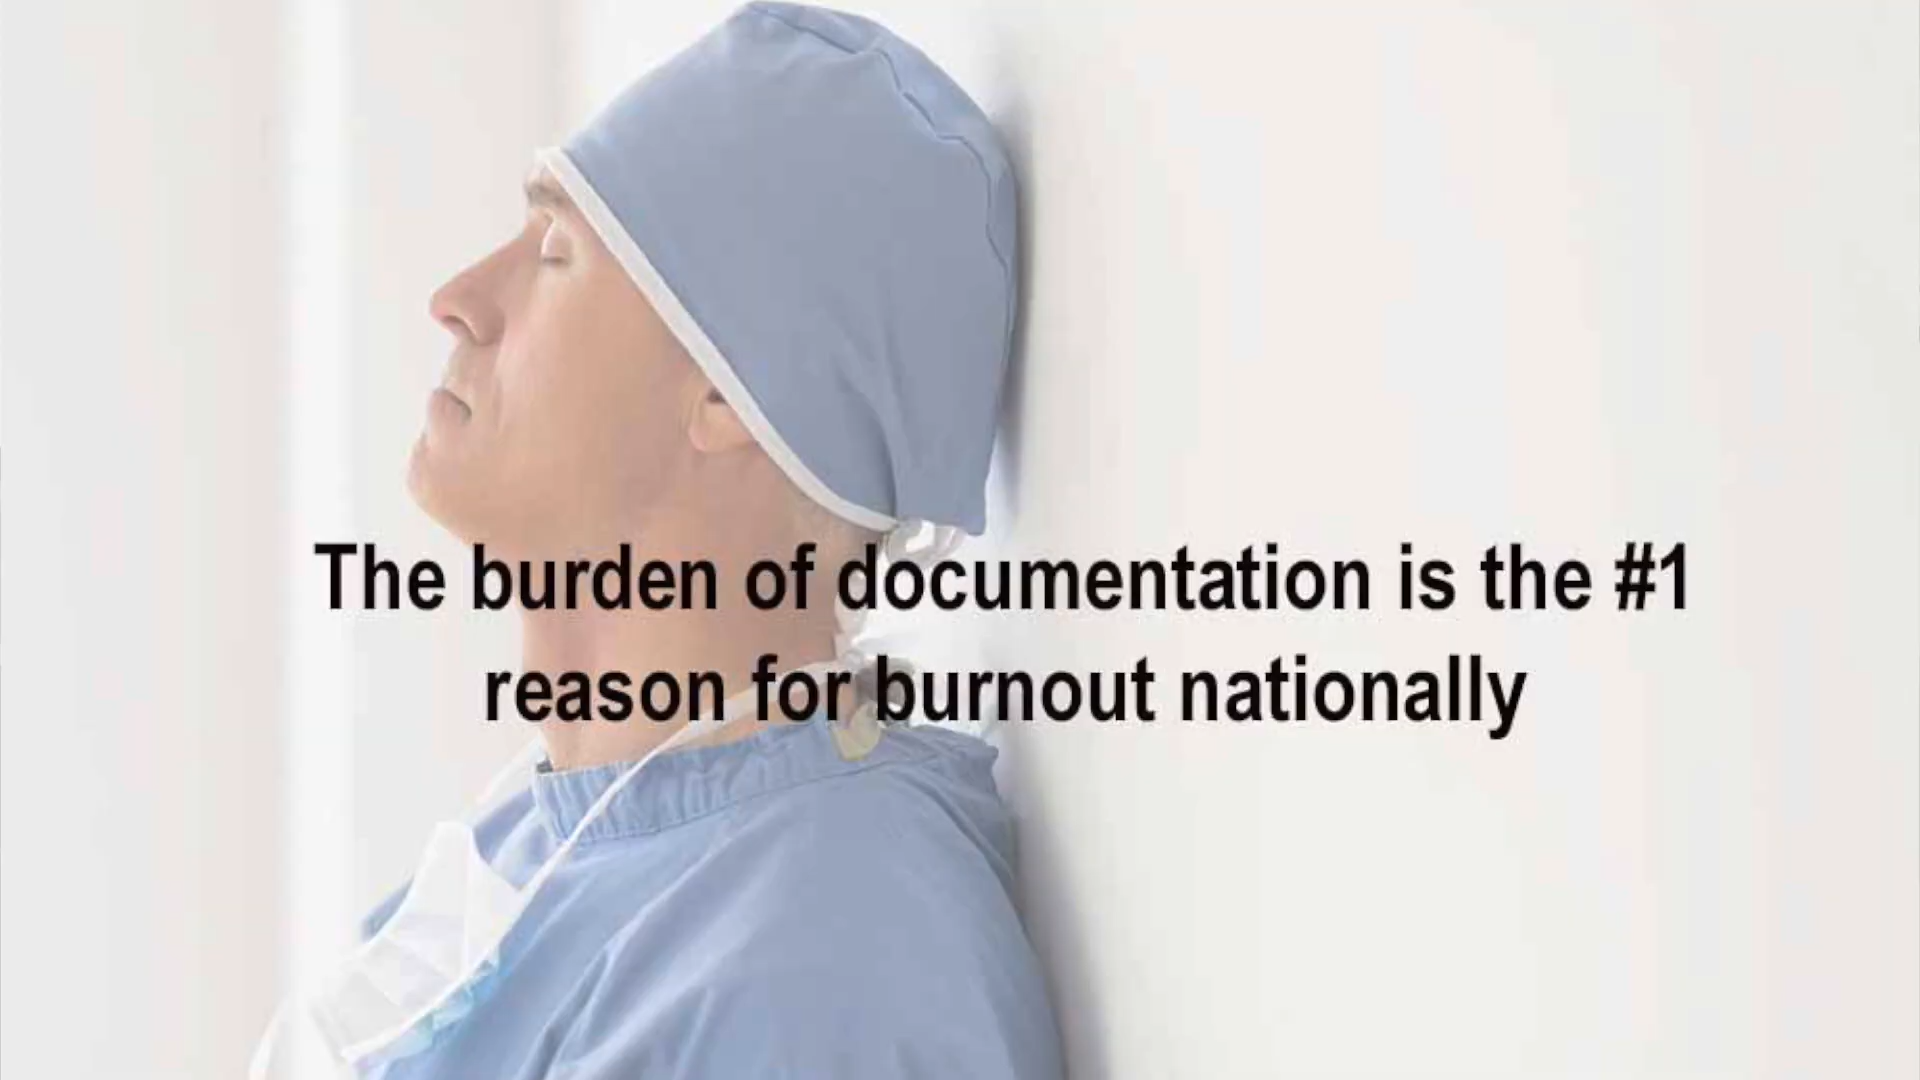 The burden of documentation is the #1
reason for burnout nationally